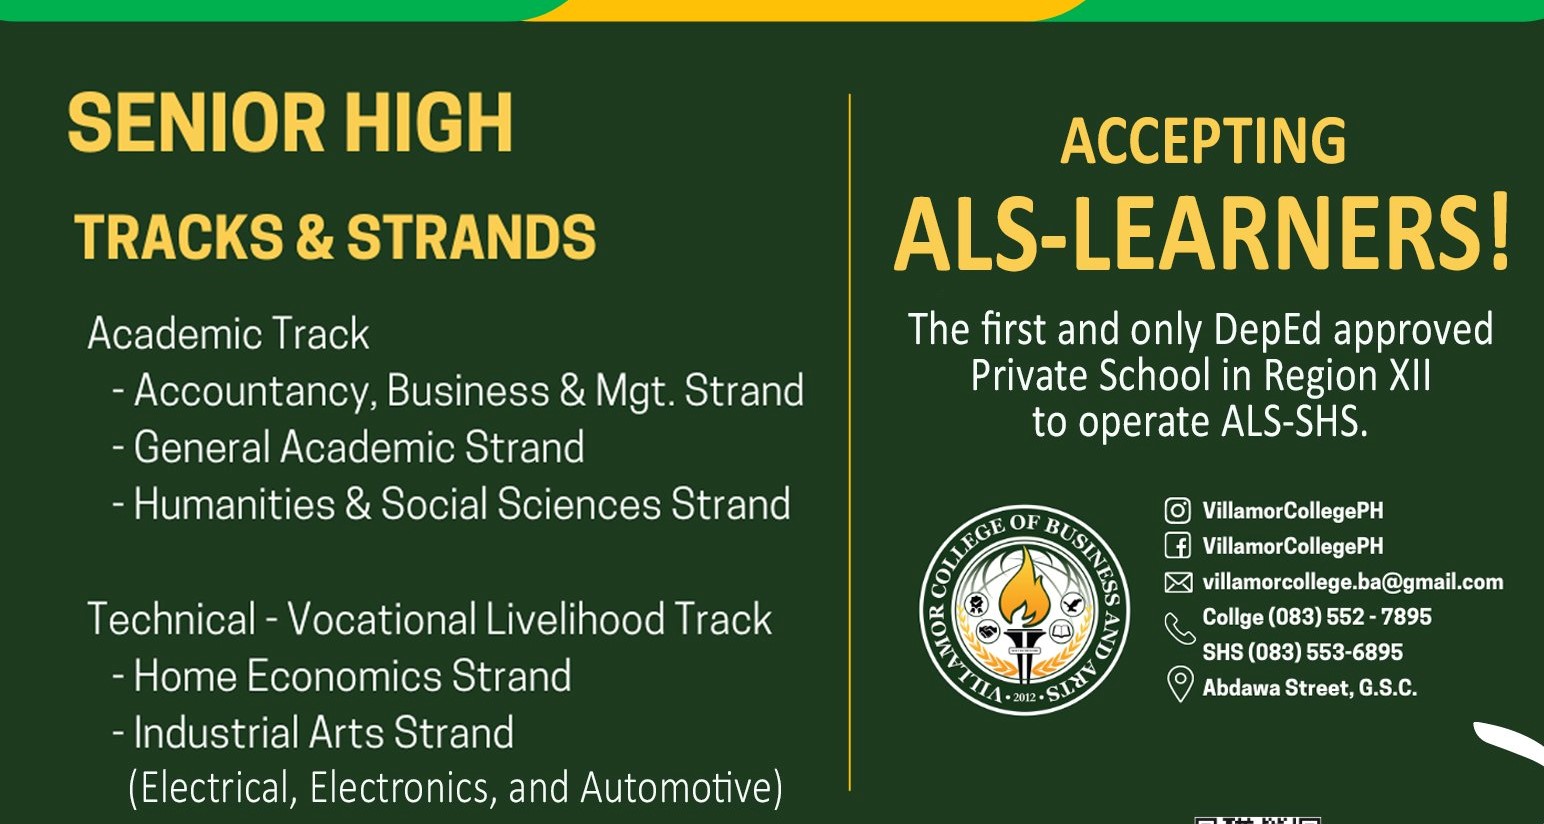 SENIOR HIGH
TRACKS & STRANDS
Academic Track
- Accountancy, Business & Mgt. Strand
- General Academic Strand
- Humanities & Social Sciences Strand
Technical - Vocational Livelihood Track
- Home Economics Strand
- Industrial Arts Strand
(Electrical, Electronics, and Automotive)
ACCEPTING
ALS-LEARNERS!
The first and only DepEd approved
Private School in Region XII
to operate ALS-SHS.
VILLAMOR COLLEGE OF BUSINESS AND ARTS
• 2012 •
VillamorCollegePH
VillamorCollegePH
villamorcollege.ba@gmail.com
Collge (083) 552 - 7895
SHS (083) 553-6895
Abdawa Street, G.S.C.